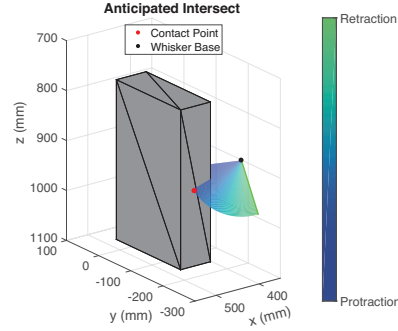 Anticipated Intersect
Contact Point
Whisker Base
700
800
900
1000
1100
z (mm)
100
0
-100
-200
-300
y (mm)
500
400
x (mm)
Retraction
Protraction